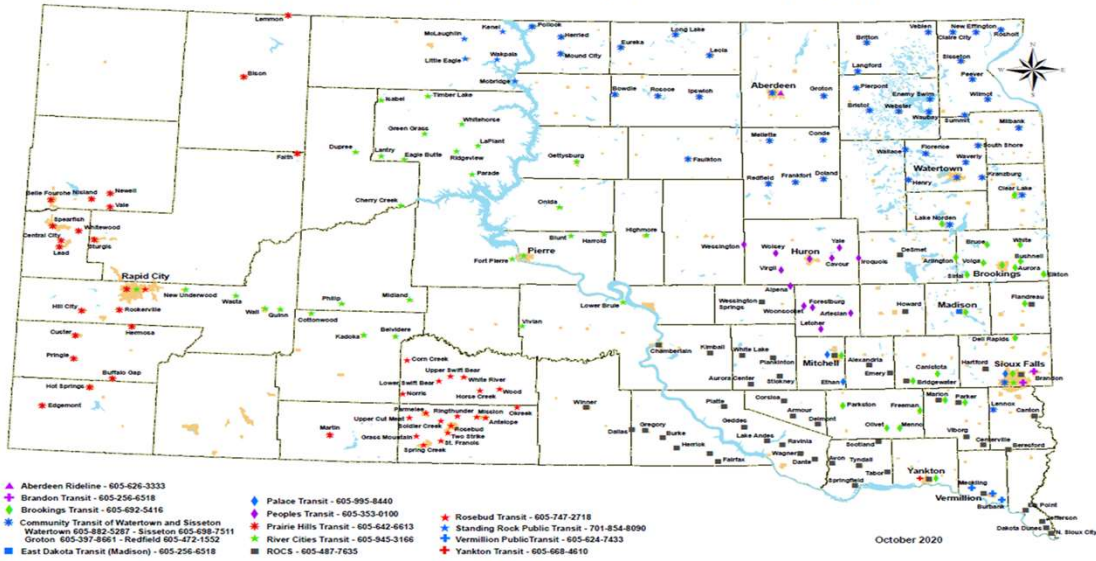 Lemmon
Bison
Faith
McLaughlin
Kenel
Pollock
Herried
Little Eagle
Wakpala
Mound City
Mobridge
Eureka
Long Lake
Leola
Bowdle
Roscoe
Ipswich
Aberdeen
Groton
Britton
Veblen
New Effington
Claire City
Rosholt
Sisseton
Langford
Peever
Pierpont
Enemy Swim
Wilmot
Bristol
Webster
Waubay
Summit
Milbank
Isabel
Timber Lake
Whitehorse
Green Grass
LaPlant
Dupree
Lantry
Eagle Butte
Ridgeview
Parade
Cherry Creek
Gettysburg
Faulkton
Mellette
Conde
Redfield
Frankfort
Doland
Wallace
Florence
South Shore
Waverly
Watertown
Kranzburg
Henry
Clear Lake
Lake Norden
Belle Fourche
Nisland
Newell
Vale
Spearfish
Whitewood
Central City
Sturgis
Lead
Onida
Blunt
Harrold
Highmore
Pierre
Fort Pierre
Wessington
Wolsey
Huron
Yale
Virgil
Cavour
Iroquois
DeSmet
Arlington
Bruce
White
Volga
Bushnell
Aurora
Brookings
Elkton
Rapid City
New Underwood
Wasta
Wall
Quinn
Hill City
Rockerville
Philip
Midland
Cottonwood
Kadoka
Belvidere
Vivian
Lower Brule
Alpena
Wessington
Springs
Woonsocket
Forestburg
Artesian
Letcher
Howard
Madison
Flandreau
Custer
Hermosa
Pringle
Buffalo Gap
Hot Springs
Edgemont
Corn Creek
Upper Swift Bear
Lower Swift Bear
White River
Norris
Horse Creek
Wood
Parmelee
Ringthunder
Mission
Okreek
Upper Cut Meat
Antelope
Soldier Creek
Rosebud
Grass Mountain
Two Strike
St. Francis
Spring Creek
Martin
Chamberlain
Kimball
White Lake
Plankinton
Mitchell
Alexandria
Emery
Aurora Center
Stickney
Ethan
Canistota
Bridgewater
Hartford
Dell Rapids
Sioux Falls
Brandon
Winner
Platte
Corsica
Armour
Delmont
Parkston
Freeman
Marion
Parker
Lennox
Canton
Dallas
Gregory
Burke
Herrick
Fairfax
Geddes
Lake Andes
Ravinia
Wagner
Dante
Olivet
Menno
Viborg
Centerville
Beresford
Scotland
Avon
Tyndall
Tabor
Springfield
Yankton
Meckling
Vermillion
Burbank
Elk Point
Jefferson
Dakota Dunes
N. Sioux City
Aberdeen Rideline - 605-626-3333
Brandon Transit - 605-256-6518
Brookings Transit - 605-692-5416
Community Transit of Watertown and Sisseton
Watertown 605-882-5287 - Sisseton 605-698-7511
Groton 605-397-8661 - Redfield 605-472-1552
East Dakota Transit (Madison) - 605-256-6518
Palace Transit - 605-995-8440
Peoples Transit - 605-353-0100
Prairie Hills Transit - 605-642-6613
River Cities Transit - 605-945-3166
ROCS - 605-487-7635
Rosebud Transit - 605-747-2718
Standing Rock Public Transit - 701-854-8090
Vermillion PublicTransit - 605-624-7433
Yankton Transit - 605-668-4610
October 2020